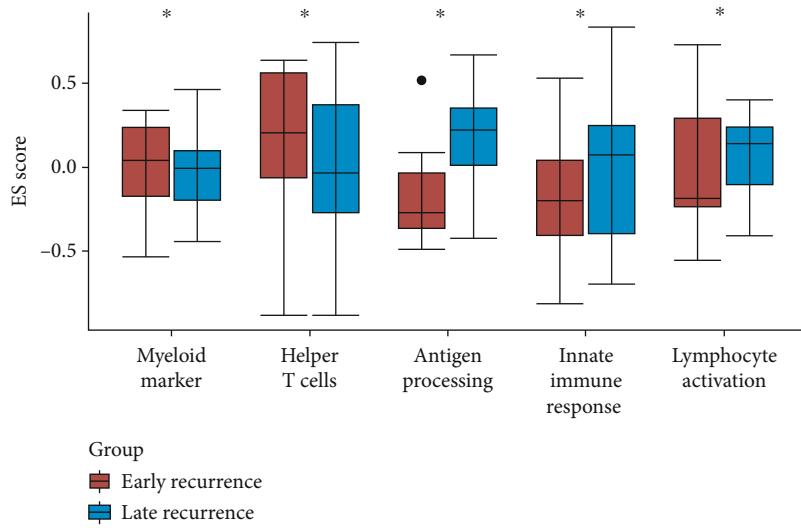 * * * * *
ES score
0.5
0.0
−0.5
Myeloid
marker
Helper
T cells
Antigen
processing
Innate
immune
response
Lymphocyte
activation
Group
Early recurrence
Late recurrence